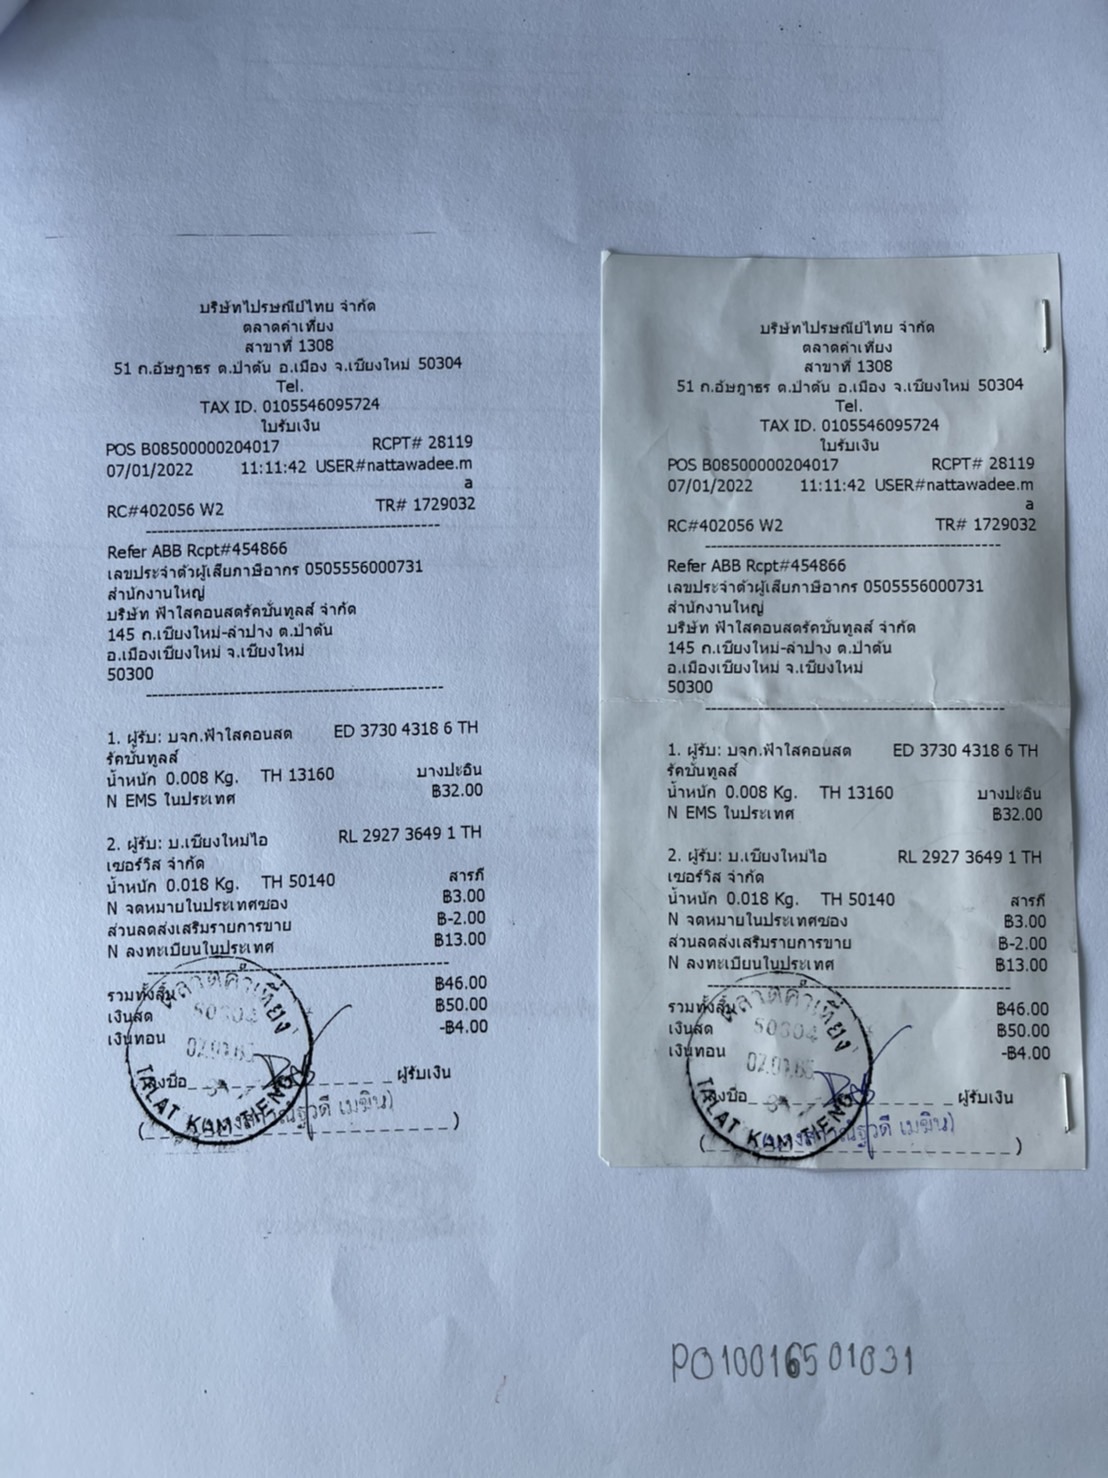 บริษัทไปรษณีย์ไทย จำกัด
ตลาดคำเที่ยง
สาขาที่ 1308
51 ถ.อัษฎาธร ต.ป่าตัน อ.เมือง จ.เชียงใหม่ 50304
Tel.
TAX ID. 0105546095724
ใบรับเงิน
POS B08500000204017 RCPT# 28119
07/01/2022 11:11:42 USER#nattawadee.m
a
RC#402056 W2 TR# 1729032
Refer ABB Rcpt#454866
เลขประจำตัวผู้เสียภาษีอากร 0505556000731
สำนักงานใหญ่
บริษัท ฟ้าใสคอนสตรัคชั่นทูลส์ จำกัด
145 ถ.เชียงใหม่-ลำปาง ต.ป่าตัน
อ.เมืองเชียงใหม่ จ.เชียงใหม่
50300
1. ผู้รับ: บจก.ฟ้าใสคอนสต ED 3730 4318 6 TH
รัคชั่นทูลส์
น้ำหนัก 0.008 Kg. TH 13160 บางปะอิน
N EMS ในประเทศ ฿32.00
2. ผู้รับ: บ.เชียงใหม่ไอ RL 2927 3649 1 TH
เซอร์วิส จำกัด
น้ำหนัก 0.018 Kg. TH 50140 สารภี
N จดหมายในประเทศซอง ฿3.00
ส่วนลดส่งเสริมรายการขาย ฿-2.00
N ลงทะเบียนในประเทศ ฿13.00
รวมทั้งสิ้น ฿46.00
เงินสด ฿50.00
เงินทอน -฿4.00
ลงชื่อ ผู้รับเงิน
ตลาดคำเที่ยง
50304
TALAT KAM TIENG
บริษัทไปรษณีย์ไทย จำกัด
ตลาดคำเที่ยง
สาขาที่ 1308
51 ถ.อัษฎาธร ต.ป่าตัน อ.เมือง จ.เชียงใหม่ 50304
Tel.
TAX ID. 0105546095724
ใบรับเงิน
POS B08500000204017 RCPT# 28119
07/01/2022 11:11:42 USER#nattawadee.m
a
RC#402056 W2 TR# 1729032
Refer ABB Rcpt#454866
เลขประจำตัวผู้เสียภาษีอากร 0505556000731
สำนักงานใหญ่
บริษัท ฟ้าใสคอนสตรัคชั่นทูลส์ จำกัด
145 ถ.เชียงใหม่-ลำปาง ต.ป่าตัน
อ.เมืองเชียงใหม่ จ.เชียงใหม่
50300
1. ผู้รับ: บจก.ฟ้าใสคอนสต ED 3730 4318 6 TH
รัคชั่นทูลส์
น้ำหนัก 0.008 Kg. TH 13160 บางปะอิน
N EMS ในประเทศ ฿32.00
2. ผู้รับ: บ.เชียงใหม่ไอ RL 2927 3649 1 TH
เซอร์วิส จำกัด
น้ำหนัก 0.018 Kg. TH 50140 สารภี
N จดหมายในประเทศซอง ฿3.00
ส่วนลดส่งเสริมรายการขาย ฿-2.00
N ลงทะเบียนในประเทศ ฿13.00
รวมทั้งสิ้น ฿46.00
เงินสด ฿50.00
เงินทอน -฿4.00
ลงชื่อ ผู้รับเงิน
ตลาดคำเที่ยง
50304
TALAT KAM TIENG
PO10016501031